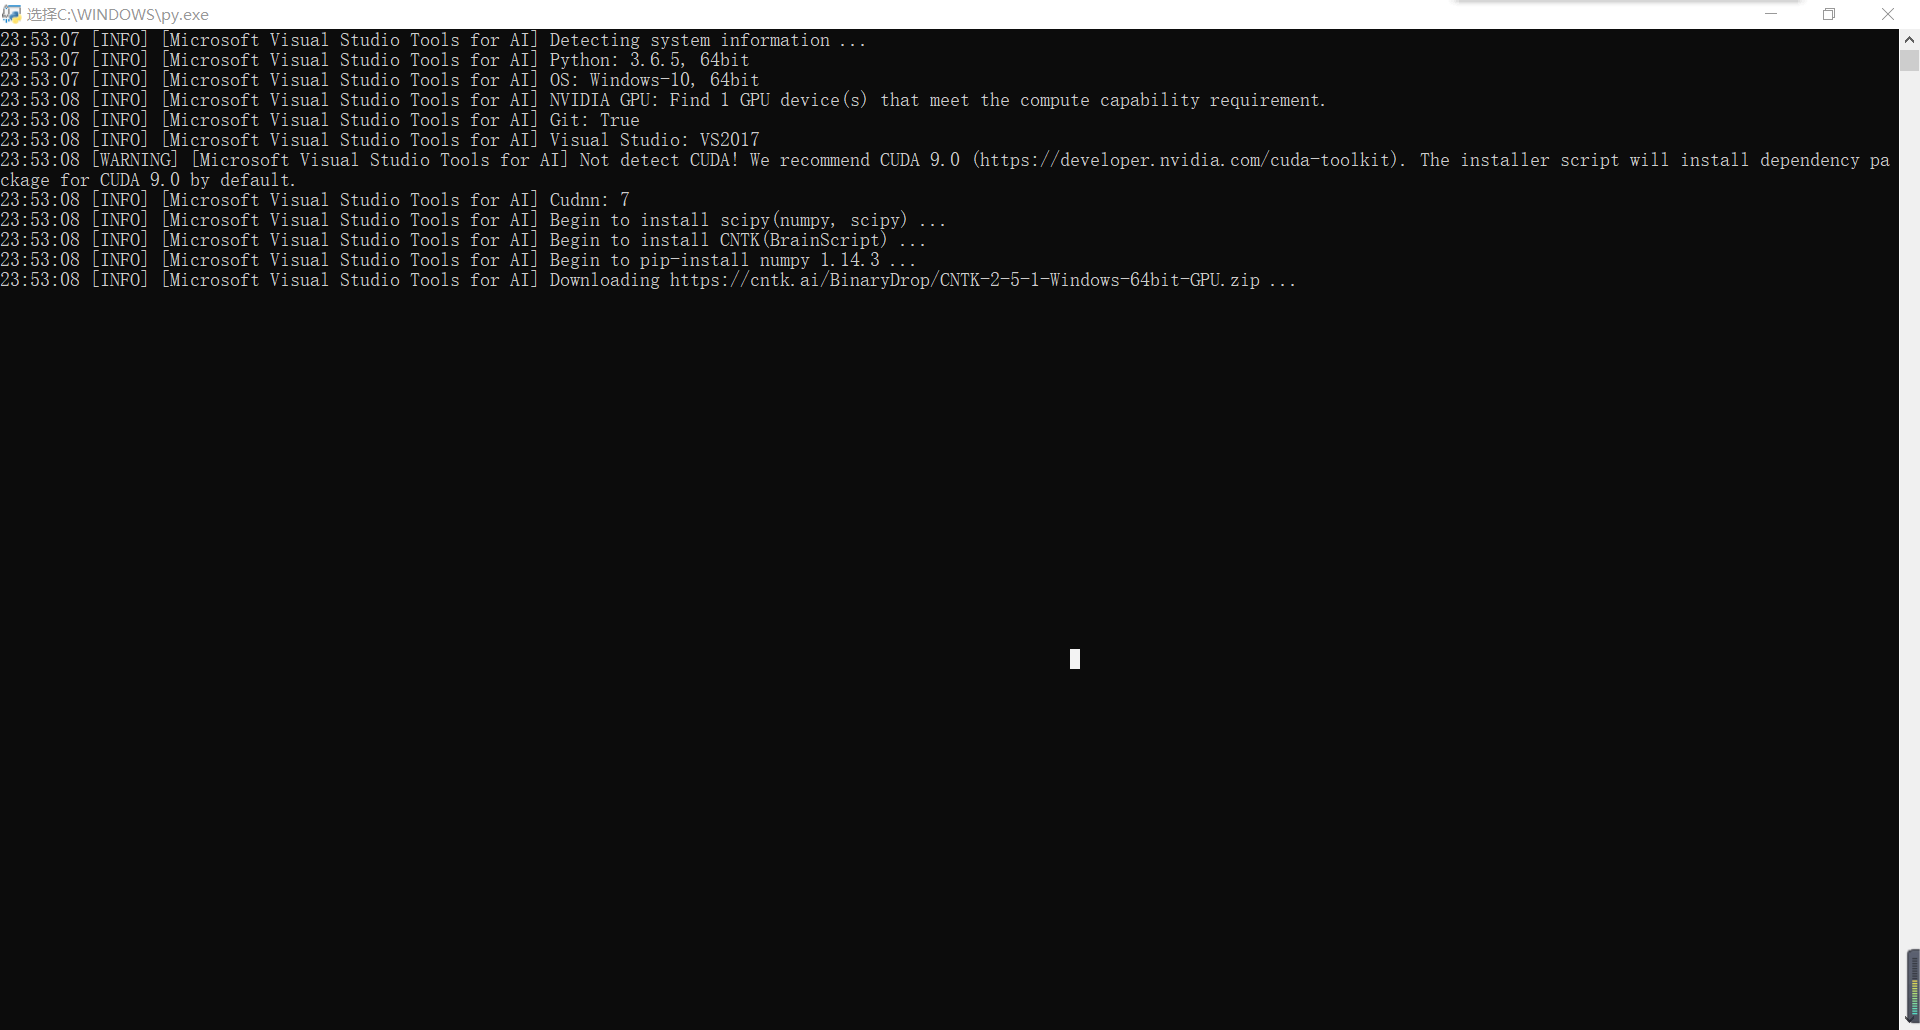 选择C:\WINDOWS\py.exe
23:53:07 [INFO] [Microsoft Visual Studio Tools for AI] Detecting system information ...
23:53:07 [INFO] [Microsoft Visual Studio Tools for AI] Python: 3.6.5, 64bit
23:53:07 [INFO] [Microsoft Visual Studio Tools for AI] OS: Windows-10, 64bit
23:53:08 [INFO] [Microsoft Visual Studio Tools for AI] NVIDIA GPU: Find 1 GPU device(s) that meet the compute capability requirement.
23:53:08 [INFO] [Microsoft Visual Studio Tools for AI] Git: True
23:53:08 [INFO] [Microsoft Visual Studio Tools for AI] Visual Studio: VS2017
23:53:08 [WARNING] [Microsoft Visual Studio Tools for AI] Not detect CUDA! We recommend CUDA 9.0 (https://developer.nvidia.com/cuda-toolkit). The installer script will install dependency pa
ckage for CUDA 9.0 by default.
23:53:08 [INFO] [Microsoft Visual Studio Tools for AI] Cudnn: 7
23:53:08 [INFO] [Microsoft Visual Studio Tools for AI] Begin to install scipy(numpy, scipy) ...
23:53:08 [INFO] [Microsoft Visual Studio Tools for AI] Begin to install CNTK(BrainScript) ...
23:53:08 [INFO] [Microsoft Visual Studio Tools for AI] Begin to pip-install numpy 1.14.3 ...
23:53:08 [INFO] [Microsoft Visual Studio Tools for AI] Downloading https://cntk.ai/BinaryDrop/CNTK-2-5-1-Windows-64bit-GPU.zip ...